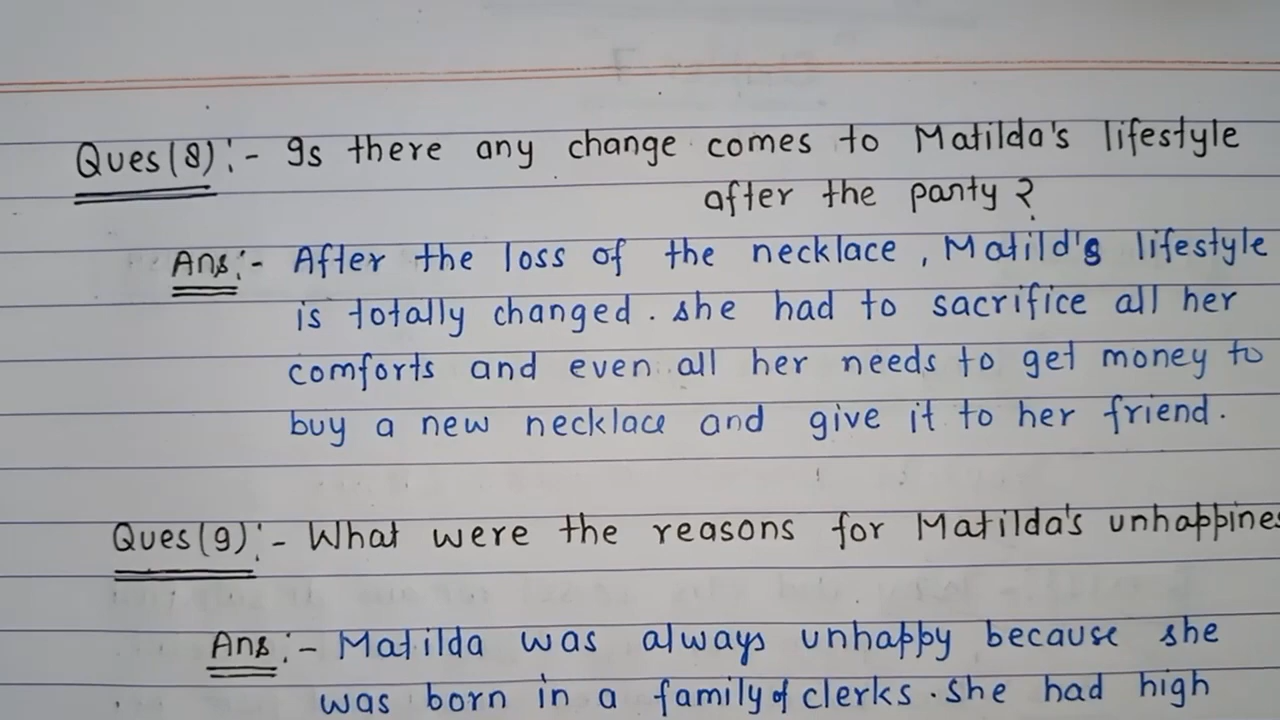 Ques(8):- Is there any change comes to Matilda's lifestyle
after the party ?
Ans:- After the loss of the necklace , Matild's lifestyle
is totally changed . she had to sacrifice all her
comforts and even all her needs to get money to
buy a new necklace and give it to her friend .
Ques(9):- What were the reasons for Matilda's unhappines
Ans:- Matilda was always unhappy because she
was born in a family of clerks . She had high